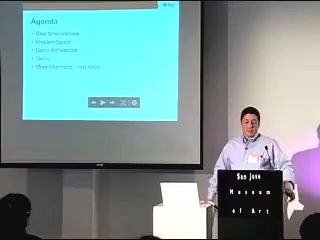 Agenda
• Real-time overview
• Problem Space
• Demo Architecture
• Demo
• More information, next steps
San Jose
Museum
of Art